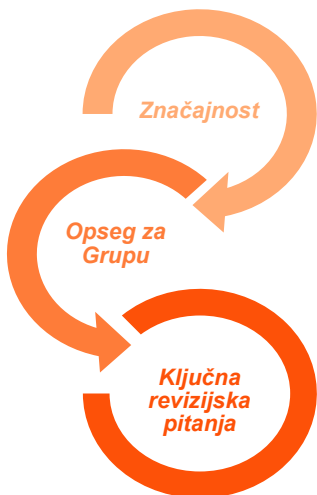 Značajnost
Opseg za
Grupu
Ključna
revizijska
pitanja